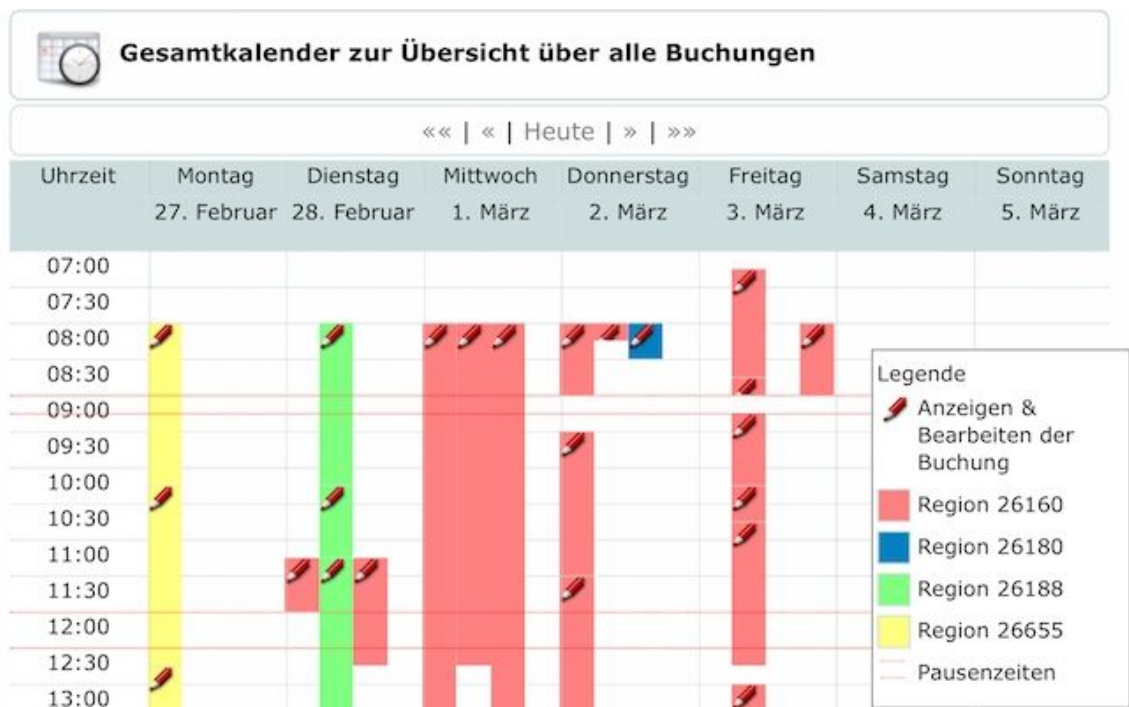 Gesamtkalender zur Übersicht über alle Buchungen
«« | « | Heute | » | »»
Uhrzeit Montag Dienstag Mittwoch Donnerstag Freitag Samstag Sonntag
27. Februar 28. Februar 1. März 2. März 3. März 4. März 5. März
07:00
07:30
08:00
08:30
09:00
09:30
10:00
10:30
11:00
11:30
12:00
12:30
13:00
Legende
Anzeigen &
Bearbeiten der
Buchung
Region 26160
Region 26180
Region 26188
Region 26655
Pausenzeiten